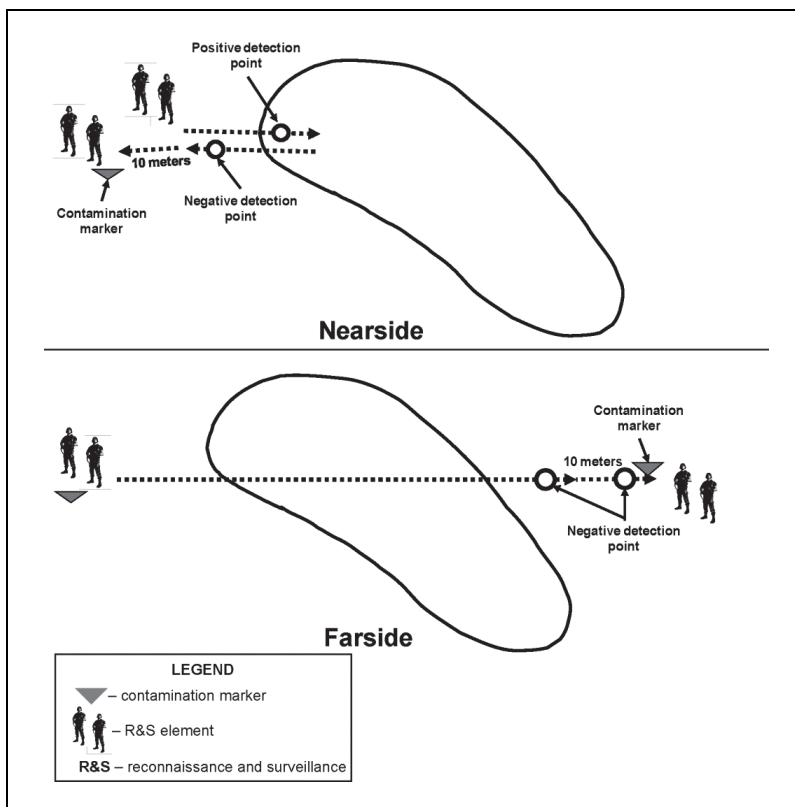 Positive detection
point
10 meters
Contamination
marker
Negative detection
point
Nearside
Contamination
marker
10 meters
Negative detection
point
Farside
LEGEND
– contamination marker
– R&S element
R&S – reconnaissance and surveillance